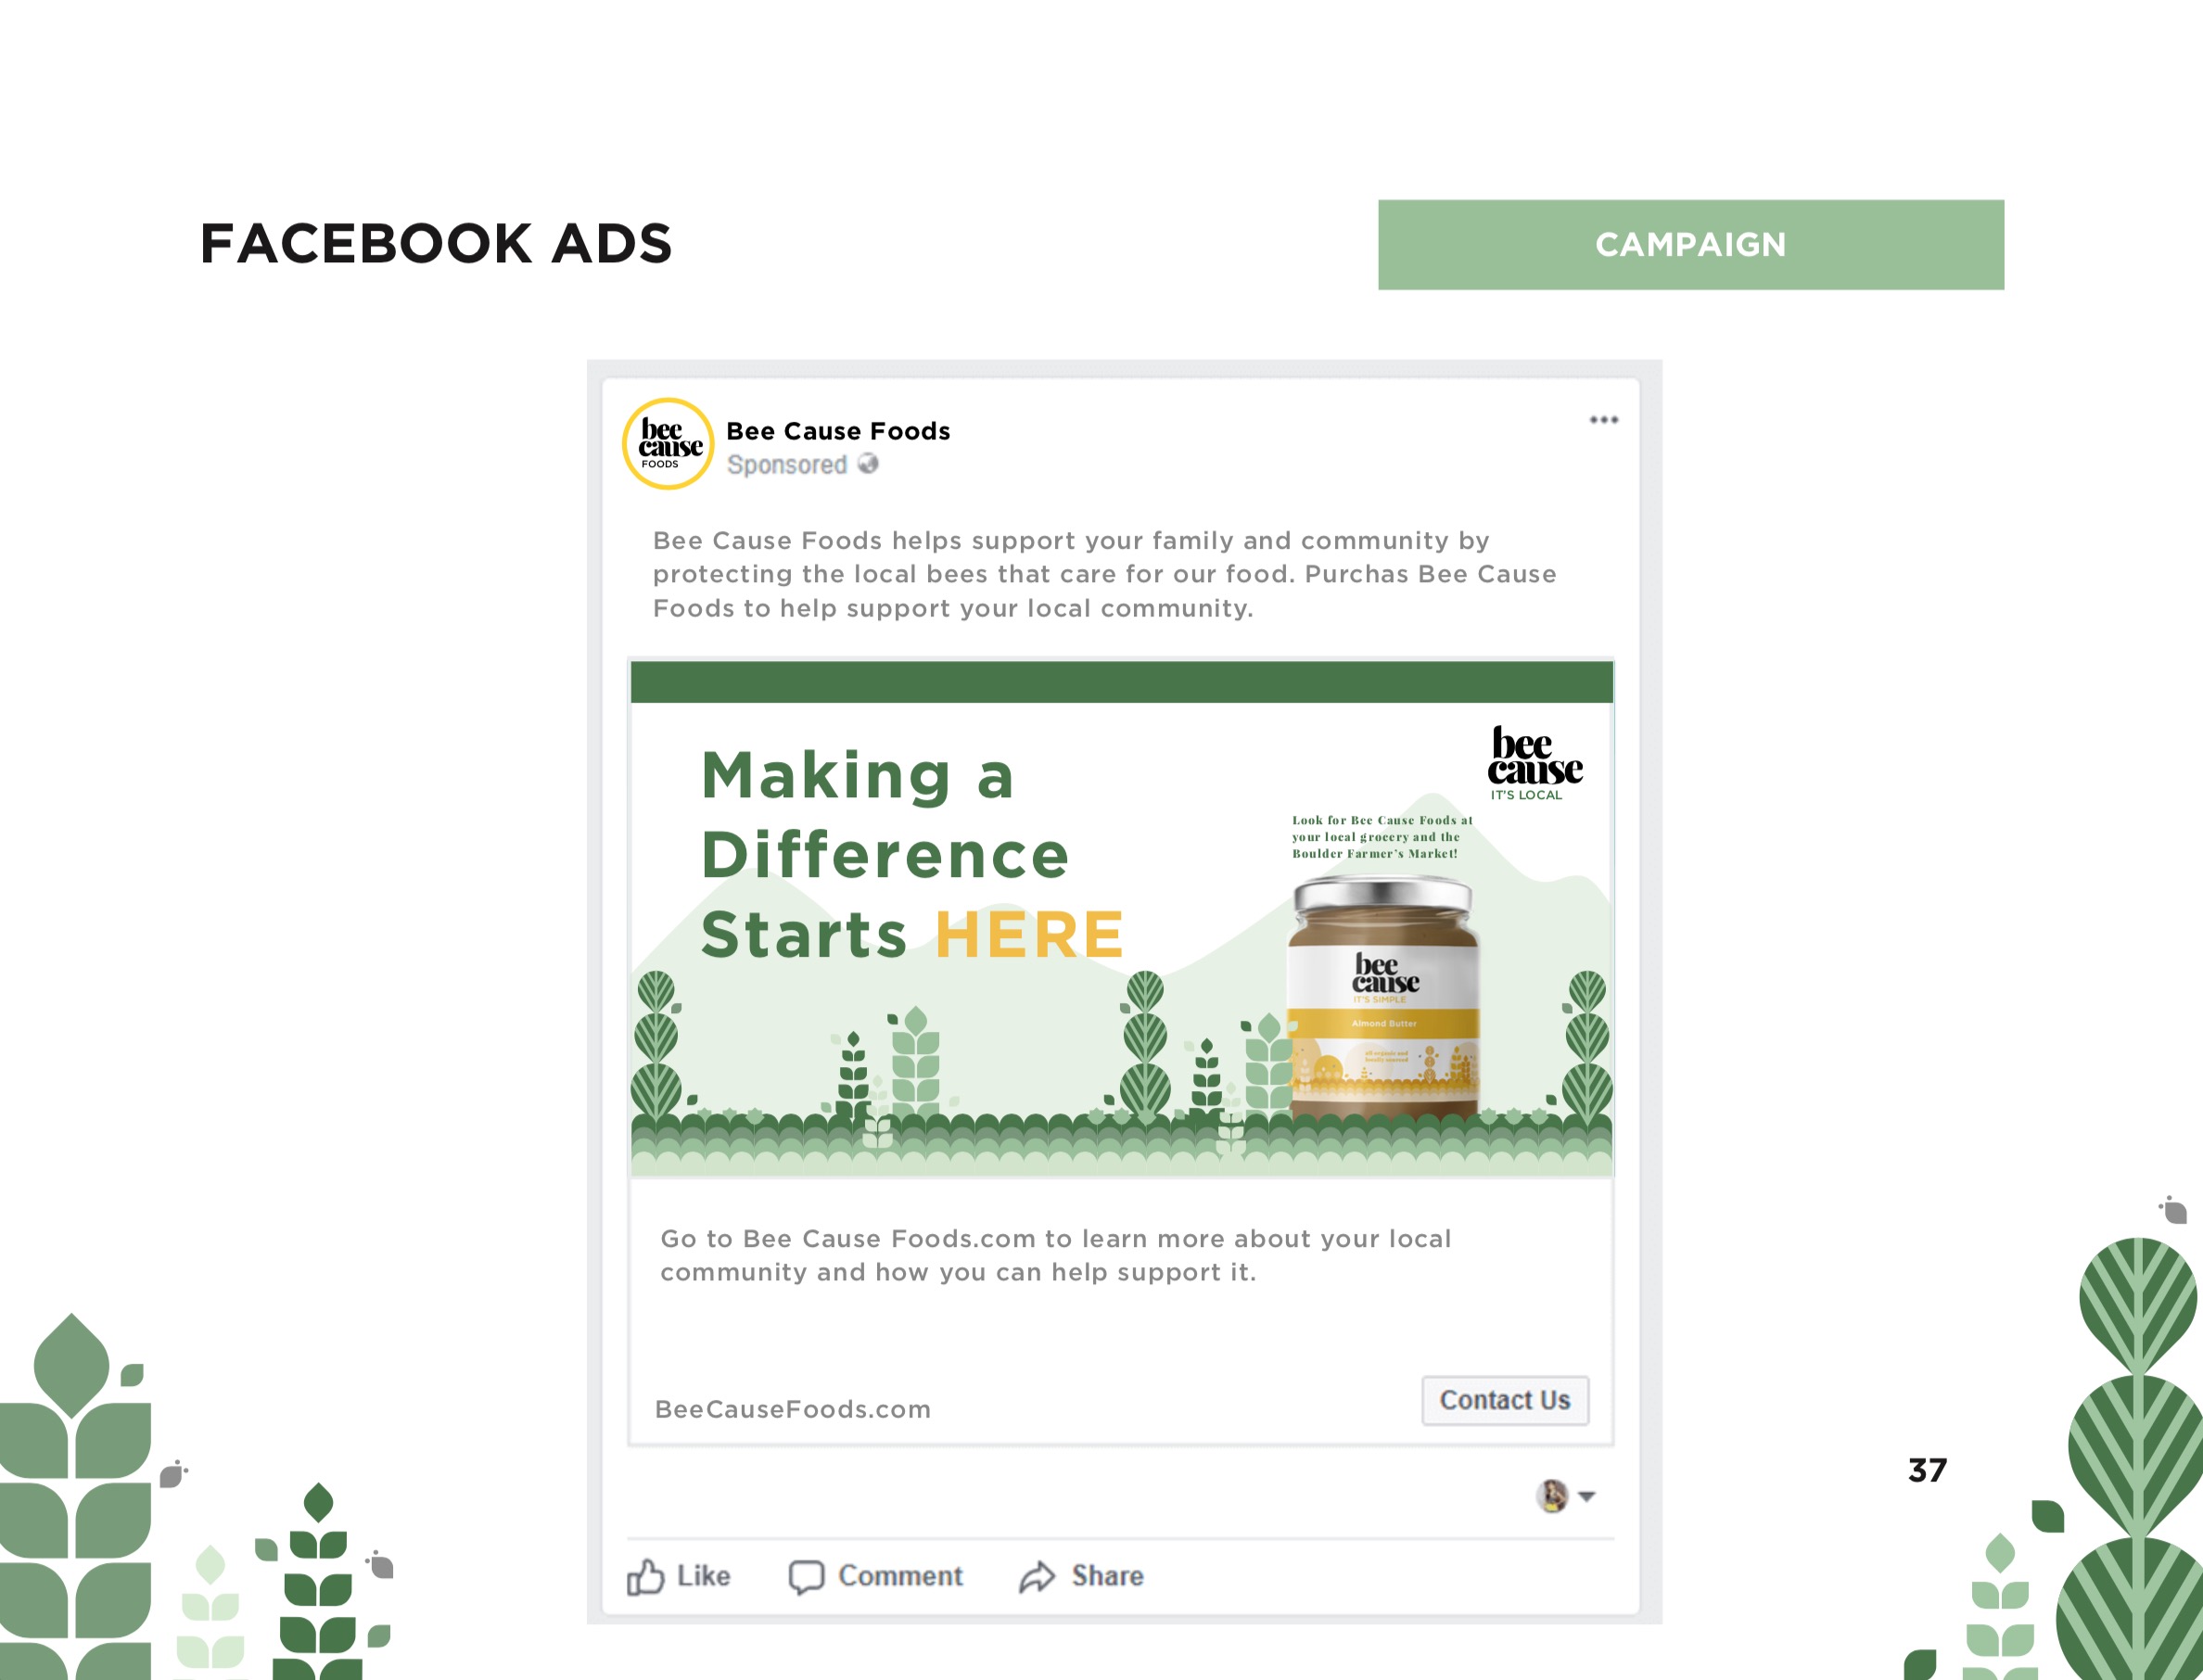 FACEBOOK ADS
CAMPAIGN
bee
cause
FOODS
Bee Cause Foods
Sponsored
Bee Cause Foods helps support your family and community by
protecting the local bees that care for our food. Purchas Bee Cause
Foods to help support your local community.
Making a
Difference
Starts HERE
bee
cause
IT'S LOCAL
Look for Bee Cause Foods at
your local grocery and the
Boulder Farmer's Market!
bee
cause
IT'S SIMPLE
Almond Butter
all organic and
locally sourced
Go to Bee Cause Foods.com to learn more about your local
community and how you can help support it.
BeeCauseFoods.com
Contact Us
37
Like
Comment
Share